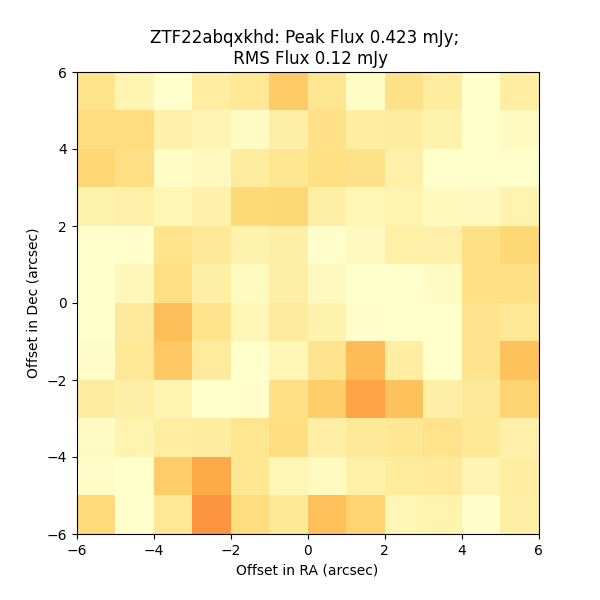 ZTF22abqxkhd: Peak Flux 0.423 mJy;
RMS Flux 0.12 mJy
6
4
2
0
−2
−4
−6
Offset in Dec (arcsec)
−6 −4 −2 0 2 4 6
Offset in RA (arcsec)